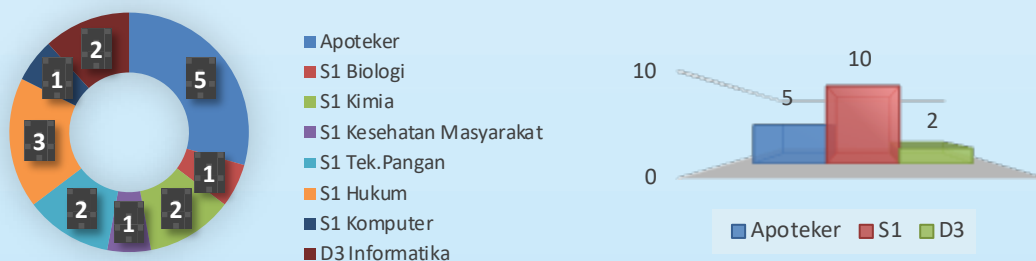 2
5
1
3
1
2
2
1
Apoteker
S1 Biologi
S1 Kimia
S1 Kesehatan Masyarakat
S1 Tek.Pangan
S1 Hukum
S1 Komputer
D3 Informatika
10
0
5
10
2
Apoteker S1 D3